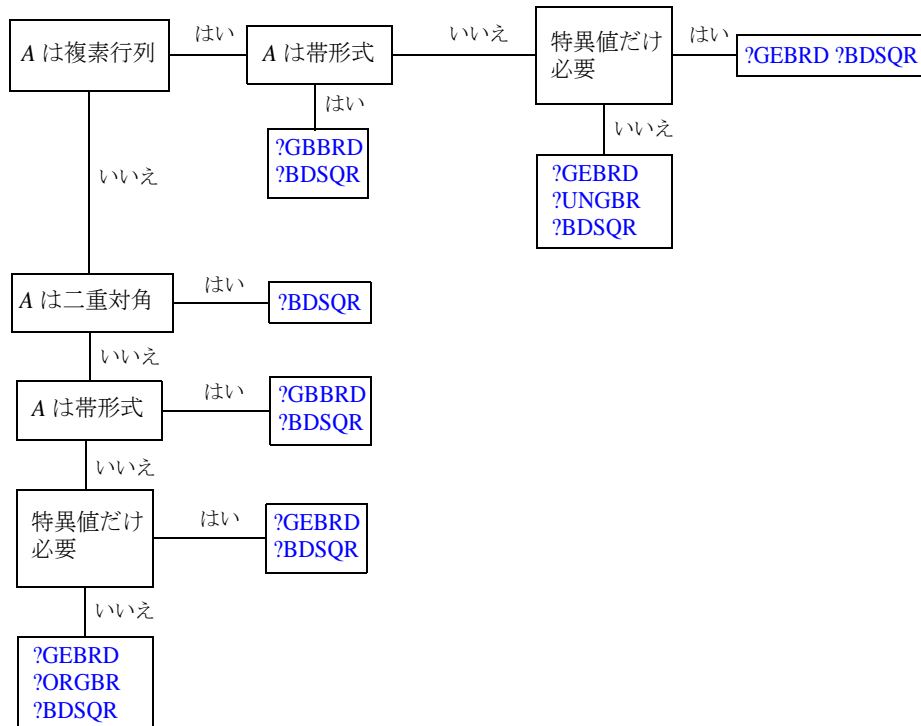 A は複素行列
はい
A は帯形式
いいえ
特異値だけ
必要
はい
?GEBRD ?BDSQR
はい
?GBBRD
?BDSQR
いいえ
?GEBRD
?UNGBR
?BDSQR
いいえ
A は二重対角
はい
?BDSQR
いいえ
A は帯形式
はい
?GBBRD
?BDSQR
いいえ
特異値だけ
必要
はい
?GEBRD
?BDSQR
いいえ
?GEBRD
?ORGBR
?BDSQR